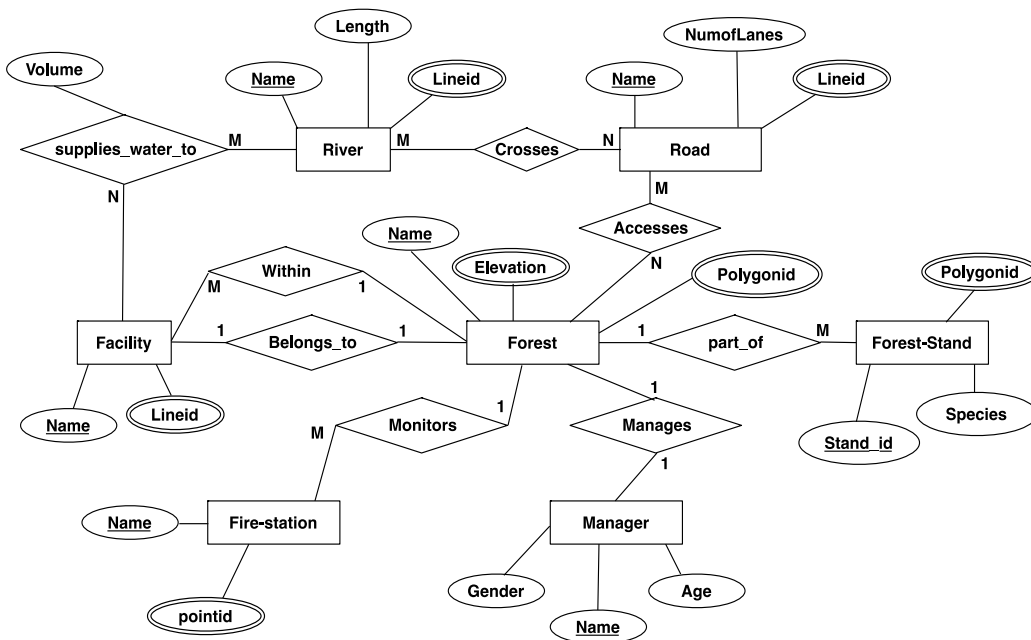 Length
NumofLanes
Volume
Name
Lineid
Name
Lineid
supplies_water_to
M
River
M
Crosses
N
Road
N
M
Accesses
Name
N
Within
Elevation
Polygonid
Polygonid
M
1
Facility
1
Belongs_to
1
Forest
1
part_of
M
Forest-Stand
Name
Lineid
M
Monitors
1
1
Manages
1
Stand_id
Species
Name
Fire-station
Manager
Gender
Age
pointid
Name